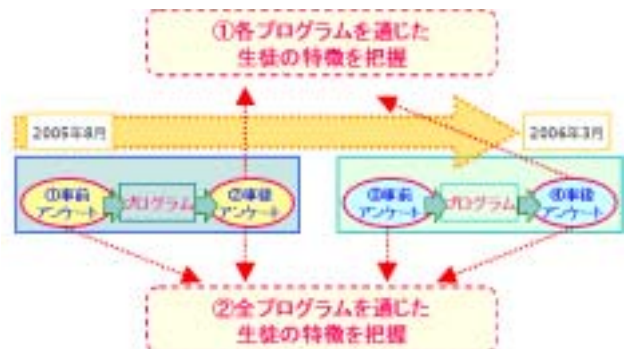 ①各プログラムを通じた
生徒の特徴を把握
2005年8月
2006年3月
①事前
アンケート
プログラム
②事後
アンケート
③事前
アンケート
プログラム
④事後
アンケート
②全プログラムを通じた
生徒の特徴を把握